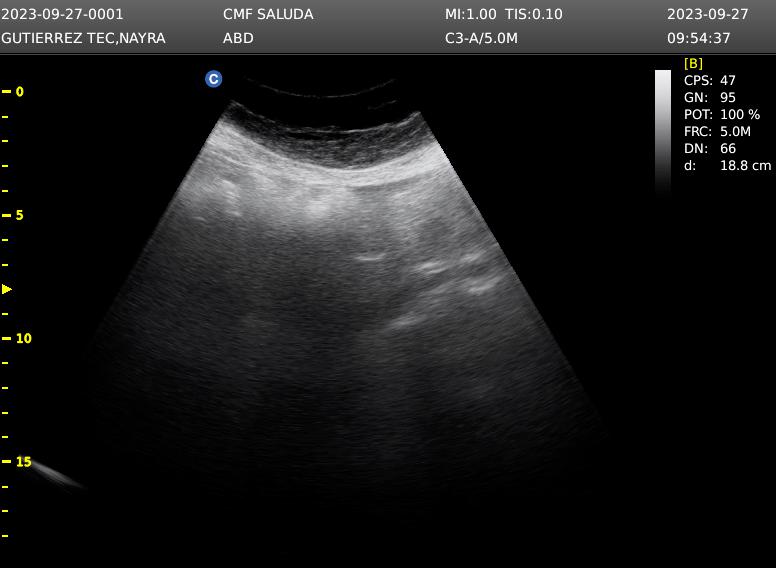 2023-09-27-0001 CMF SALUDA MI:1.00 TIS:0.10 2023-09-27
GUTIERREZ TEC,NAYRA ABD C3-A/5.0M 09:54:37
C
[B]
CPS: 47
GN: 95
POT: 100 %
FRC: 5.0M
DN: 66
d: 18.8 cm
0
5
10
15